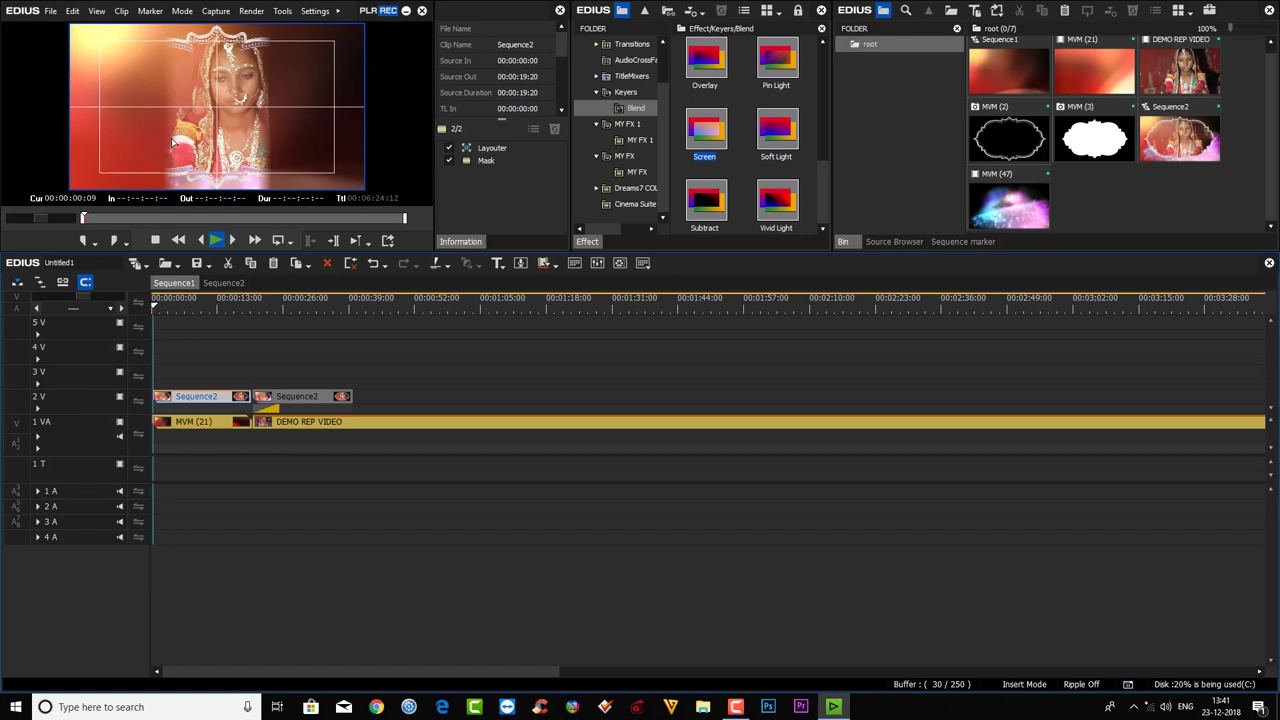 EDIUS File Edit View Clip Marker Mode Capture Render Tools Settings PLR REC
Cur 00:00:00:09 In --:--:--:-- Out --:--:--:-- Dur --:--:--:-- Ttl 00:06:24:12
File Name
Clip Name Sequence2
Source In 00:00:00:00
Source Out 00:00:19:20
Source Duration 00:00:19:20
TL In 00:00:00:00
2/2
Layouter
Mask
Information
EDIUS
FOLDER Effect/Keyers/Blend
Transitions
AudioCrossFa
TitleMixers
Keyers
Blend
MY FX 1
MY FX 1
MY FX
MY FX
Dreams7 COL
Cinema Suite
Overlay Pin Light
Screen Soft Light
Subtract Vivid Light
Effect
EDIUS
FOLDER root (0/7) 100%
root
Sequence1 MVM (21) DEMO REP VIDEO
MVM (2) MVM (3) Sequence2
MVM (47)
Bin Source Browser Sequence marker
EDIUS Untitled1
Sequence1 Sequence2
V
A
00:00:00:00 00:00:13:00 00:00:26:00 00:00:39:00 00:00:52:00 00:01:05:00 00:01:18:00 00:01:31:00 00:01:44:00 00:01:57:00 00:02:10:00 00:02:23:00 00:02:36:00 00:02:49:00 00:03:02:00 00:03:15:00 00:03:28:00
5 V
4 V
3 V
2 V Sequence2 Sequence2
V 1 VA MVM (21) DEMO REP VIDEO
1 T
1 A
2 A
3 A
4 A
Buffer : ( 30 / 250 ) Insert Mode Ripple Off Disk :20% is being used(C:)
Type here to search
ENG
13:41
23-12-2018